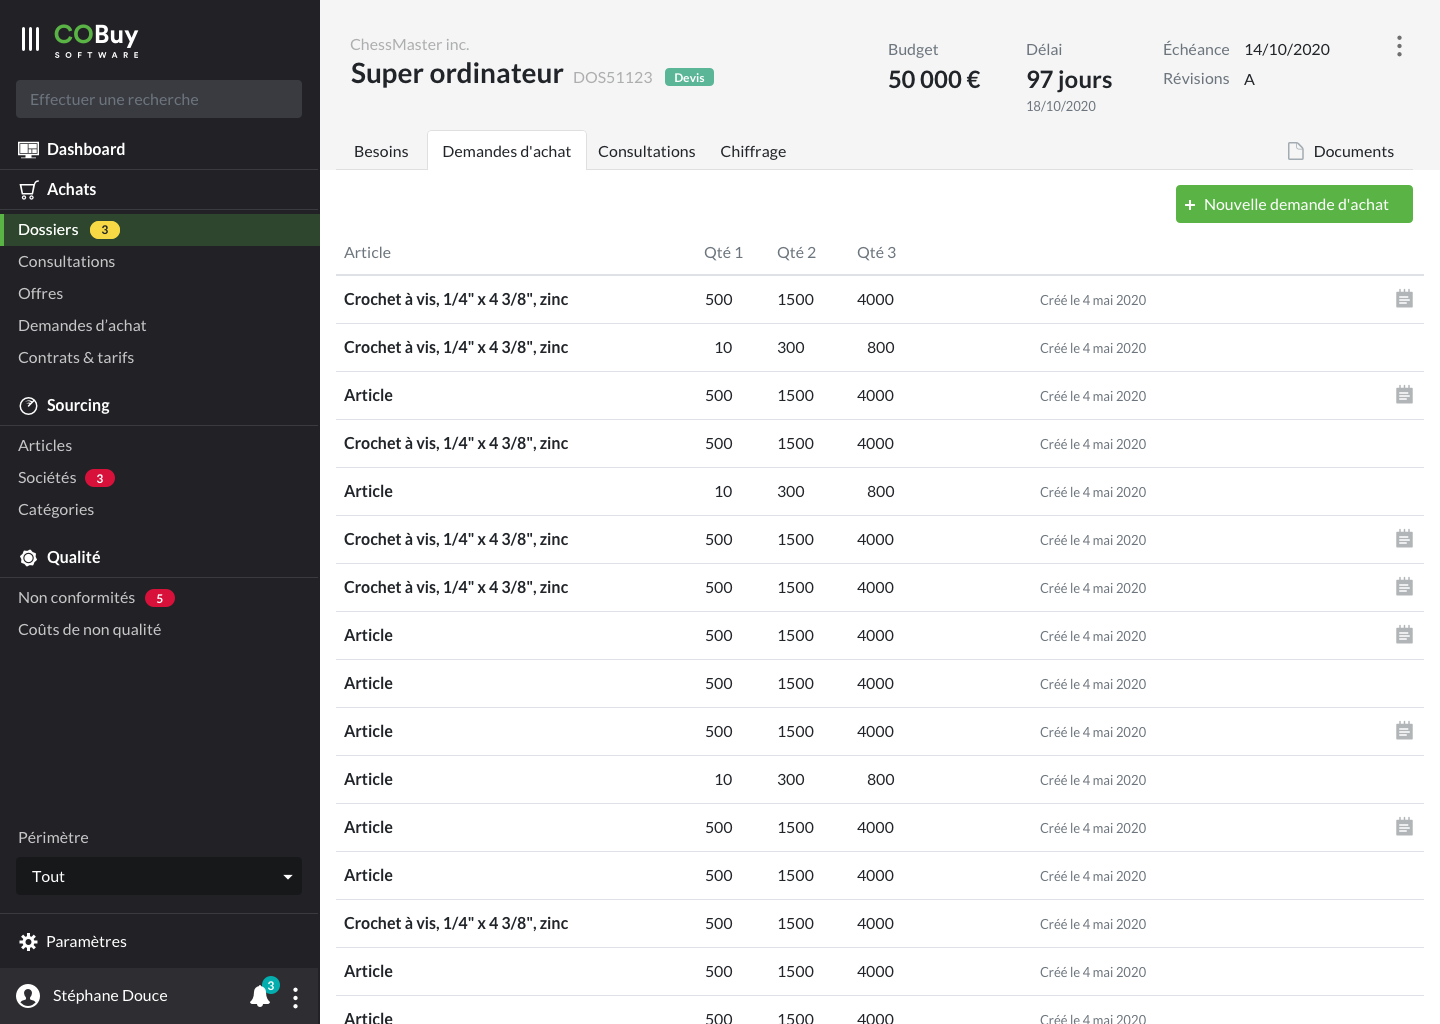 COBuy
SOFTWARE
Effectuer une recherche
Dashboard
Achats
Dossiers 3
Consultations
Offres
Demandes d’achat
Contrats & tarifs
Sourcing
Articles
Sociétés 3
Catégories
Qualité
Non conformités 5
Coûts de non qualité
Périmètre
Tout
Paramètres
Stéphane Douce 3
ChessMaster inc.
Super ordinateur DOS51123 Devis
Budget
50 000 €
Délai
97 jours
18/10/2020
Échéance 14/10/2020
Révisions A
Besoins Demandes d'achat Consultations Chiffrage Documents
+ Nouvelle demande d'achat
Article Qté 1 Qté 2 Qté 3
Crochet à vis, 1/4" x 4 3/8", zinc 500 1500 4000 Créé le 4 mai 2020
Crochet à vis, 1/4" x 4 3/8", zinc 10 300 800 Créé le 4 mai 2020
Article 500 1500 4000 Créé le 4 mai 2020
Crochet à vis, 1/4" x 4 3/8", zinc 500 1500 4000 Créé le 4 mai 2020
Article 10 300 800 Créé le 4 mai 2020
Crochet à vis, 1/4" x 4 3/8", zinc 500 1500 4000 Créé le 4 mai 2020
Crochet à vis, 1/4" x 4 3/8", zinc 500 1500 4000 Créé le 4 mai 2020
Article 500 1500 4000 Créé le 4 mai 2020
Article 500 1500 4000 Créé le 4 mai 2020
Article 500 1500 4000 Créé le 4 mai 2020
Article 10 300 800 Créé le 4 mai 2020
Article 500 1500 4000 Créé le 4 mai 2020
Article 500 1500 4000 Créé le 4 mai 2020
Crochet à vis, 1/4" x 4 3/8", zinc 500 1500 4000 Créé le 4 mai 2020
Article 500 1500 4000 Créé le 4 mai 2020
Article 500 1500 4000 Créé le 4 mai 2020